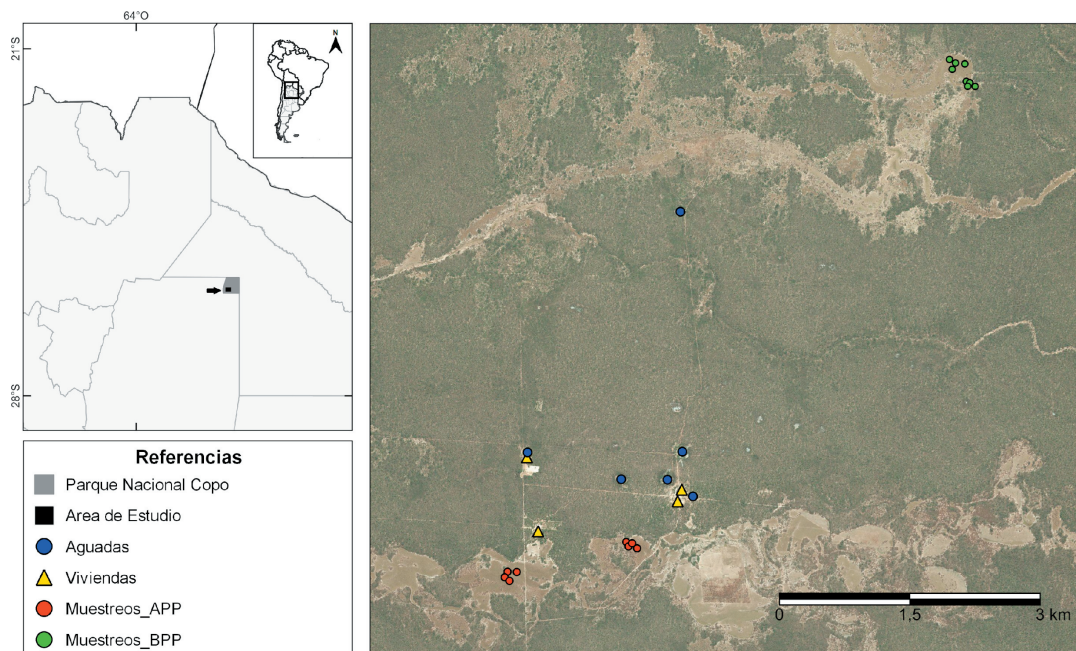 64°O
21°S
N
28°S
Referencias
Parque Nacional Copo
Area de Estudio
Aguadas
Viviendas
Muestreos_APP
Muestreos_BPP
0 1,5 3 km